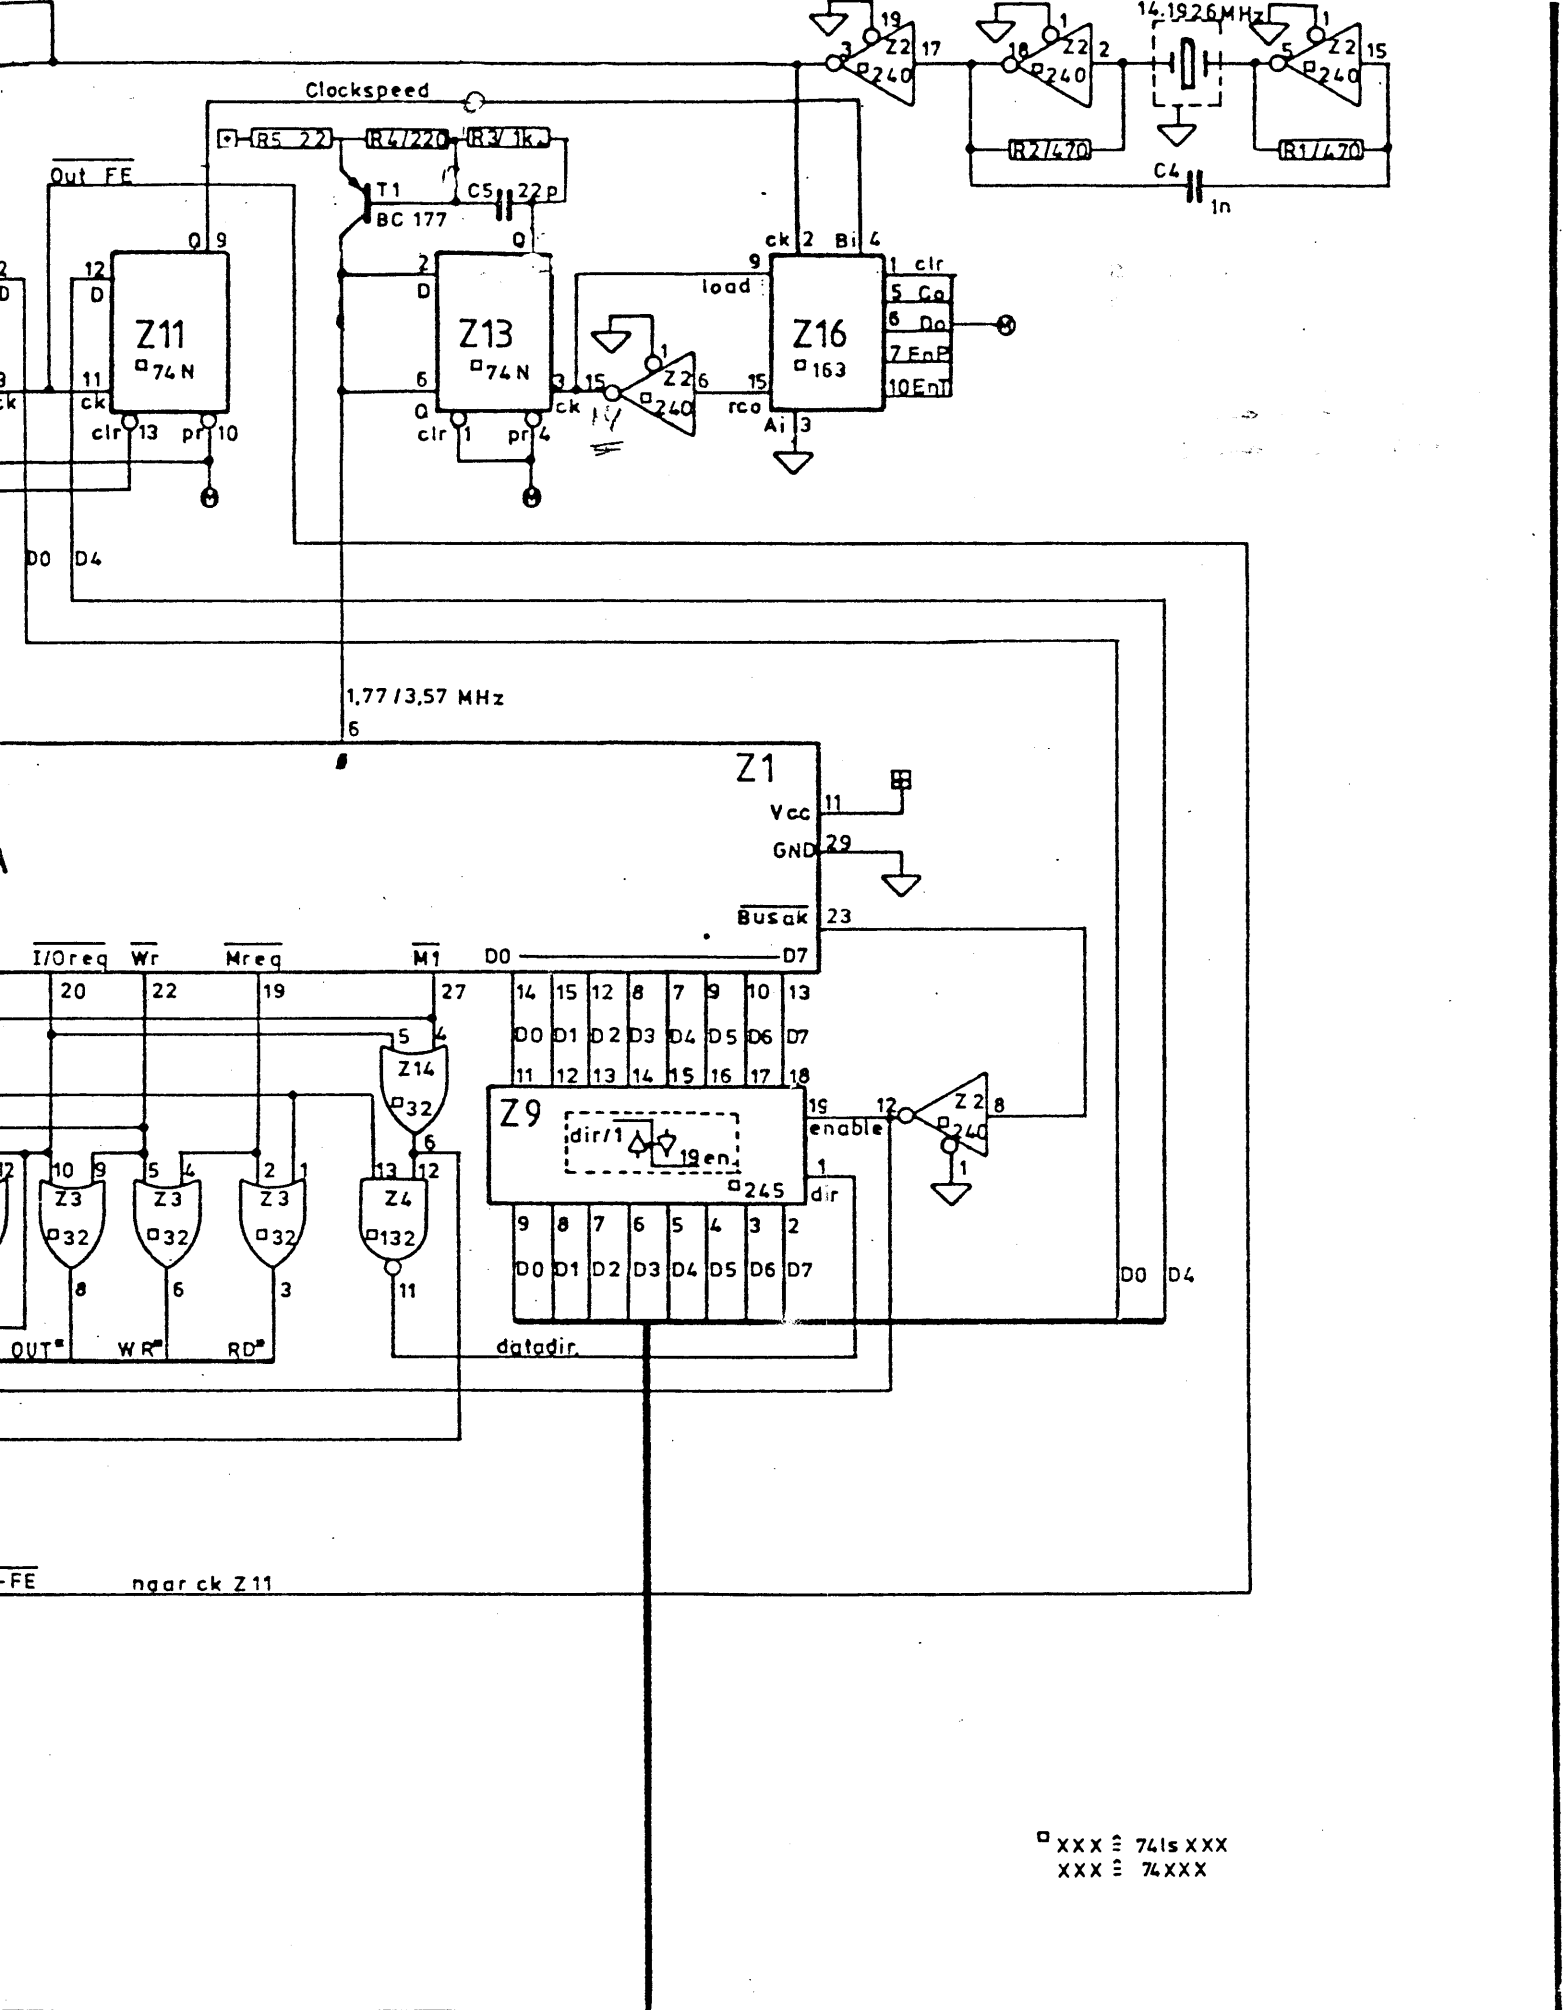 14.1926MHz
19
3
Z2
240
17
1
18
Z2
240
2
1
5
Z2
240
15
Clockspeed
R5 22
R4/220
R3/ 1k
R2/470
R1/470
C4
1n
Out FE
T1
BC 177
C5
22p
Q 9
Q
ck 2
Bi 4
2
D
12
D
2
D
9
load
1 clr
5 Co
6 Do
7 EnP
10 EnT
Z11
74N
Z13
74N
1
Z2
240
Z16
163
11
ck
ck
6
Q
3
ck
15
14
6
15
rco
clr 13
pr 10
clr 1
pr 4
Ai 3
D0
D4
1,77/3,57 MHz
6
Z1
Vcc
11
GND
29
Busak
23
I/Oreq
Wr
Mreq
M1
D0
D7
20
22
19
27
14 15 12 8 7 9 10 13
5
4
D0 D1 D2 D3 D4 D5 D6 D7
Z14
32
11 12 13 14 15 16 17 18
Z9
dir/1
19en
245
19
enable
12
Z2
240
8
1
1
dir
6
12
10
9
5
4
2
1
13
12
Z3
32
Z3
32
Z3
32
Z4
132
9 8 7 6 5 4 3 2
D0 D1 D2 D3 D4 D5 D6 D7
D0
D4
8
6
3
11
OUT*
WR*
RD*
datadir
-FE
naar ck Z11
xxx ≙ 74lsxxx
xxx ≙ 74xxx